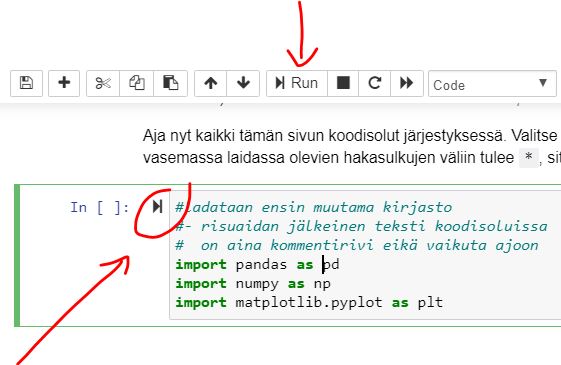 Run
Code
Aja nyt kaikki tämän sivun koodisolut järjestyksessä. Valitse
vasemassa laidassa olevien hakasulkujen väliin tulee * , sit
In [ ]:
#ladataan ensin muutama kirjasto
#- risuaidan jälkeinen teksti koodisoluissa
#  on aina kommentirivi eikä vaikuta ajoon
import pandas as pd
import numpy as np
import matplotlib.pyplot as plt